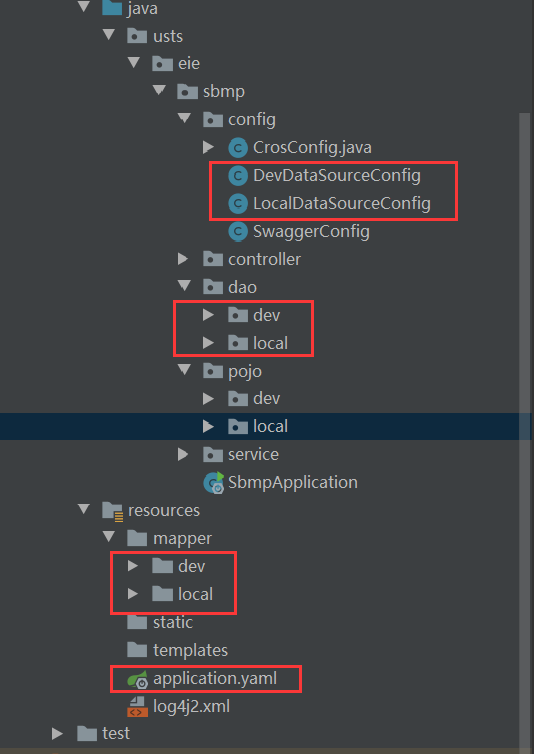 java
usts
eie
sbmp
config
CrosConfig.java
DevDataSourceConfig
LocalDataSourceConfig
SwaggerConfig
controller
dao
dev
local
pojo
dev
local
service
SbmpApplication
resources
mapper
dev
local
static
templates
application.yaml
log4j2.xml
test